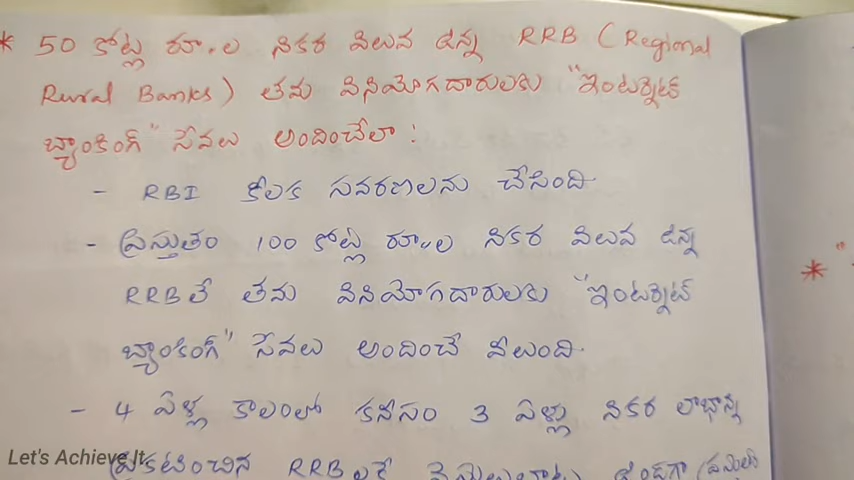 * 50 కోట్ల రూ.ల నికర విలువ ఉన్న RRB (Regional
Rural Banks) తమ వినియోగదారులకు "ఇంటర్నెట్
బ్యాంకింగ్" సేవలు అందించేలా :
- RBI కీలక సవరణలను చేసింది
- ప్రస్తుతం 100 కోట్ల రూ.ల నికర విలువ ఉన్న
RRB లే తమ వినియోగదారులకు "ఇంటర్నెట్
బ్యాంకింగ్" సేవలు అందించే వీలుంది
- 4 ఏళ్ల కాలంలో కనీసం 3 ఏళ్లు నికర లాభాన్ని
ప్రకటించిన RRB లకే
* "
Let's Achieve It